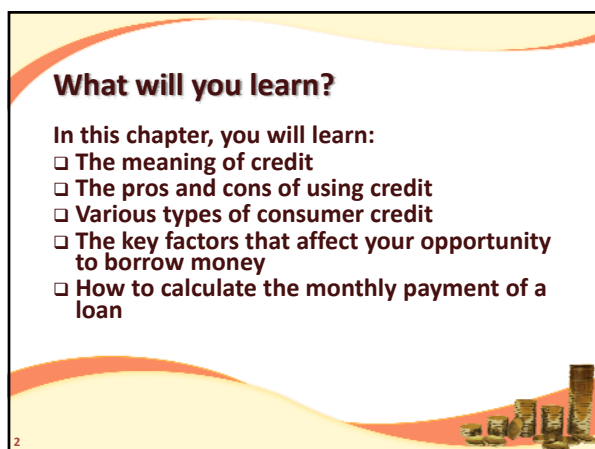 What will you learn?
In this chapter, you will learn:
❑ The meaning of credit
❑ The pros and cons of using credit
❑ Various types of consumer credit
❑ The key factors that affect your opportunity
to borrow money
❑ How to calculate the monthly payment of a
loan
2